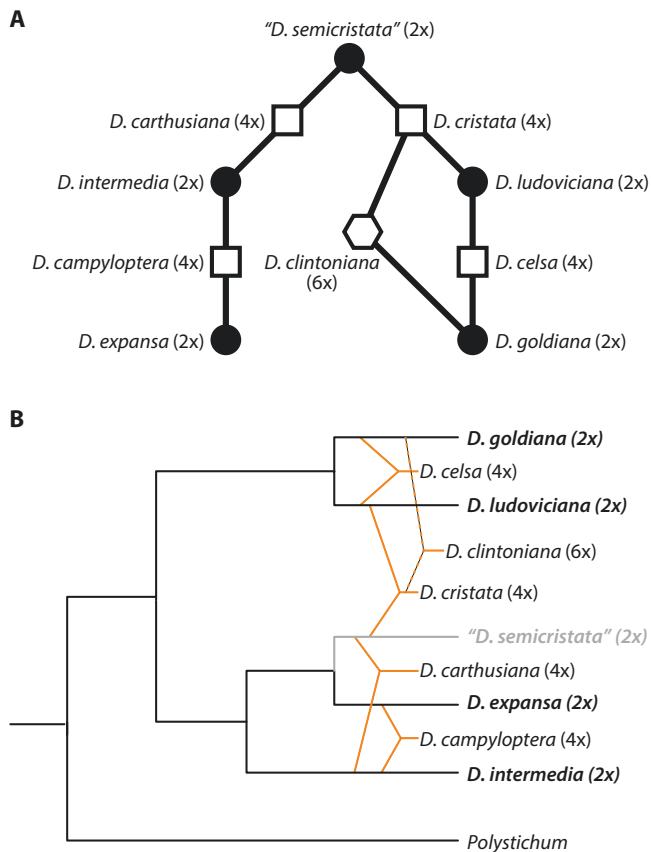 A
"D. semicristata" (2x)
D. carthusiana (4x)
D. cristata (4x)
D. intermedia (2x)
D. ludoviciana (2x)
D. clintoniana
(6x)
D. campyloptera (4x)
D. celsa (4x)
D. expansa (2x)
D. goldiana (2x)
B
D. goldiana (2x)
D. celsa (4x)
D. ludoviciana (2x)
D. clintoniana (6x)
D. cristata (4x)
"D. semicristata" (2x)
D. carthusiana (4x)
D. expansa (2x)
D. campyloptera (4x)
D. intermedia (2x)
Polystichum